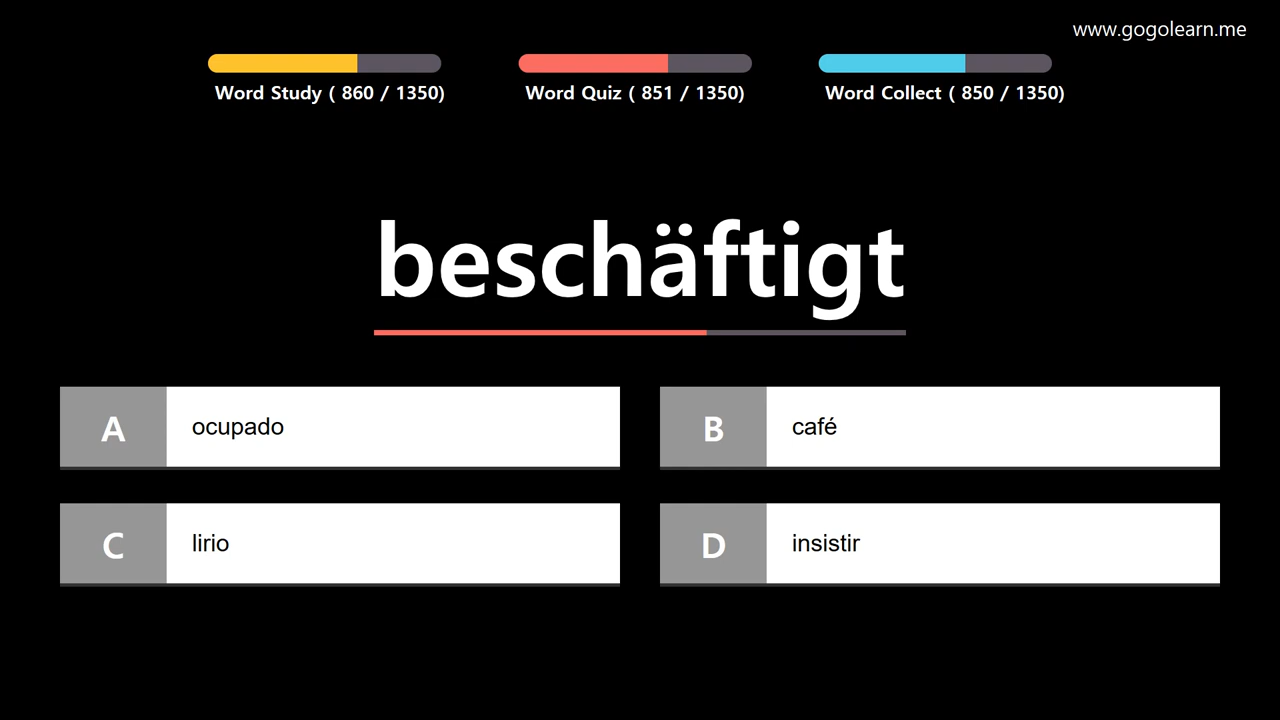 www.gogolearn.me
Word Study ( 860 / 1350)
Word Quiz ( 851 / 1350)
Word Collect ( 850 / 1350)
beschäftigt
A ocupado
B café
C lirio
D insistir